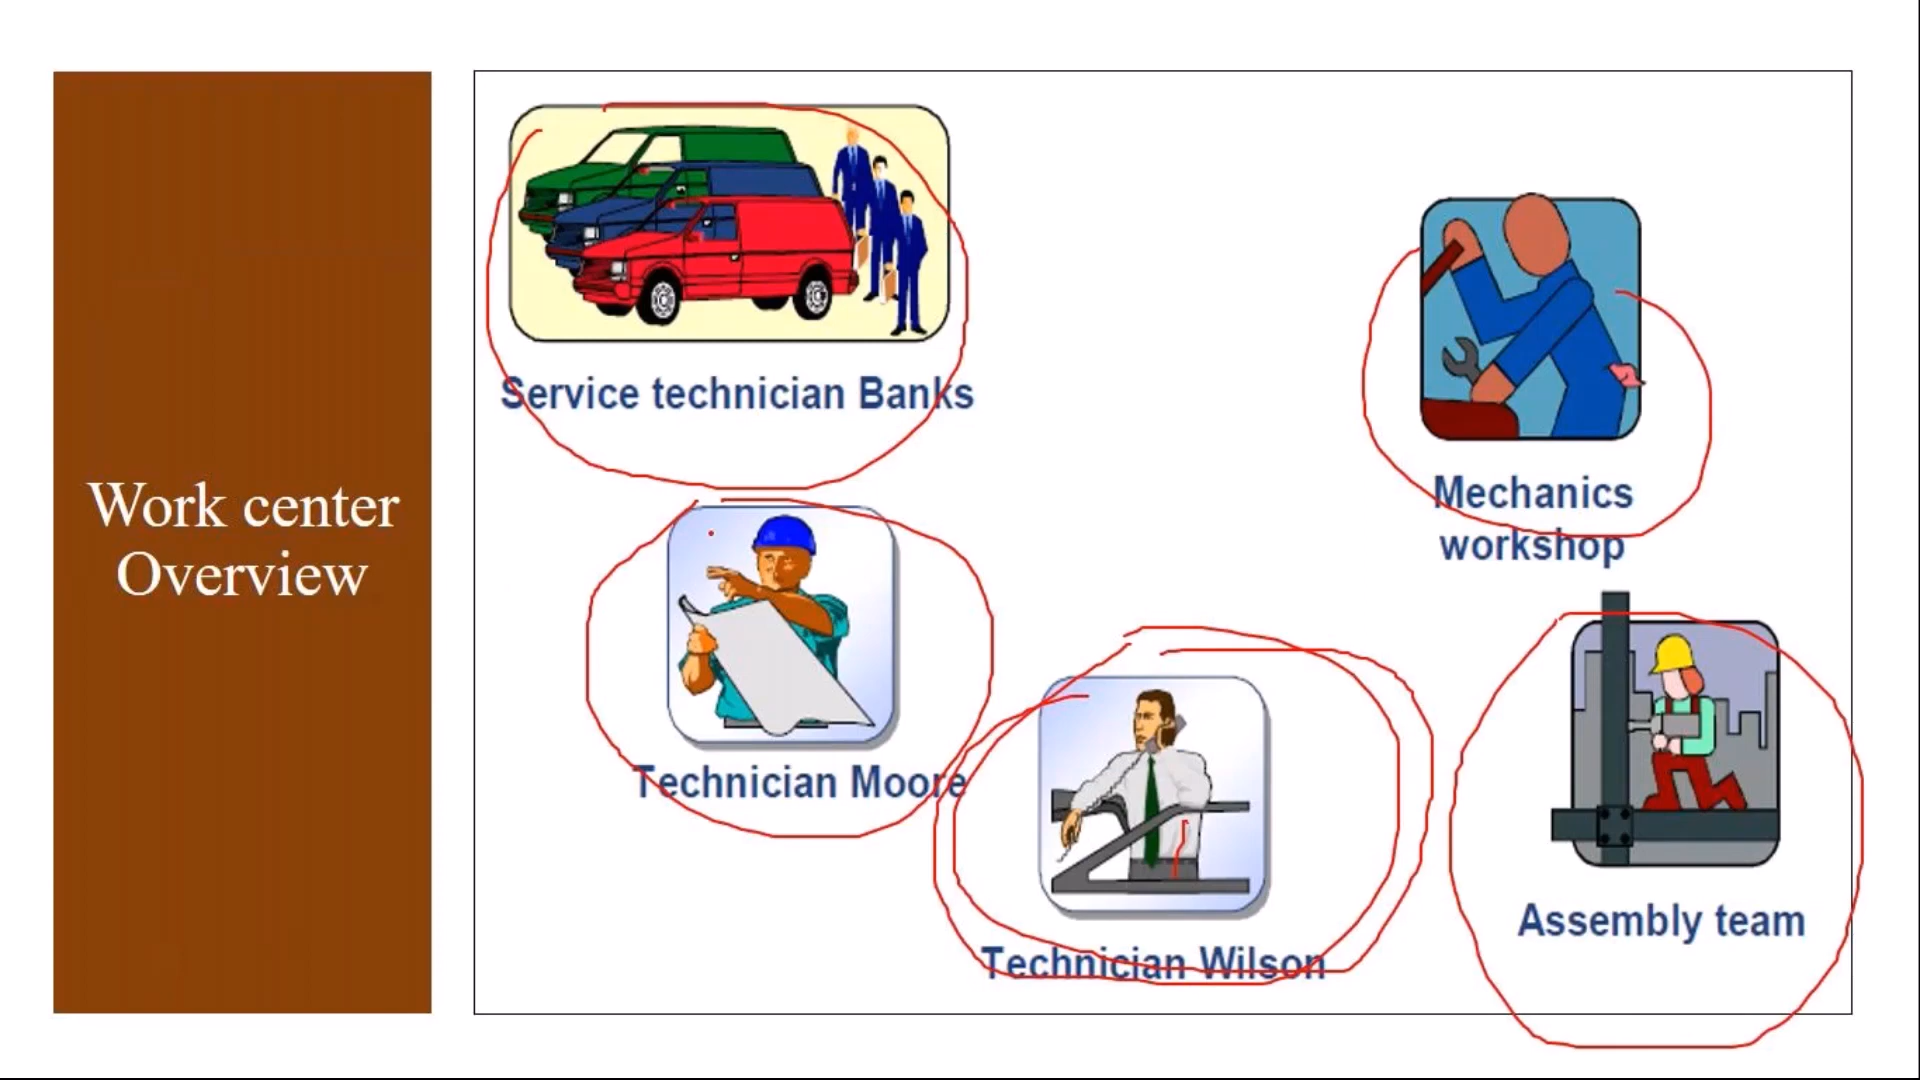 Work center
Overview
Service technician Banks
Mechanics
workshop
Technician Moore
Technician Wilson
Assembly team